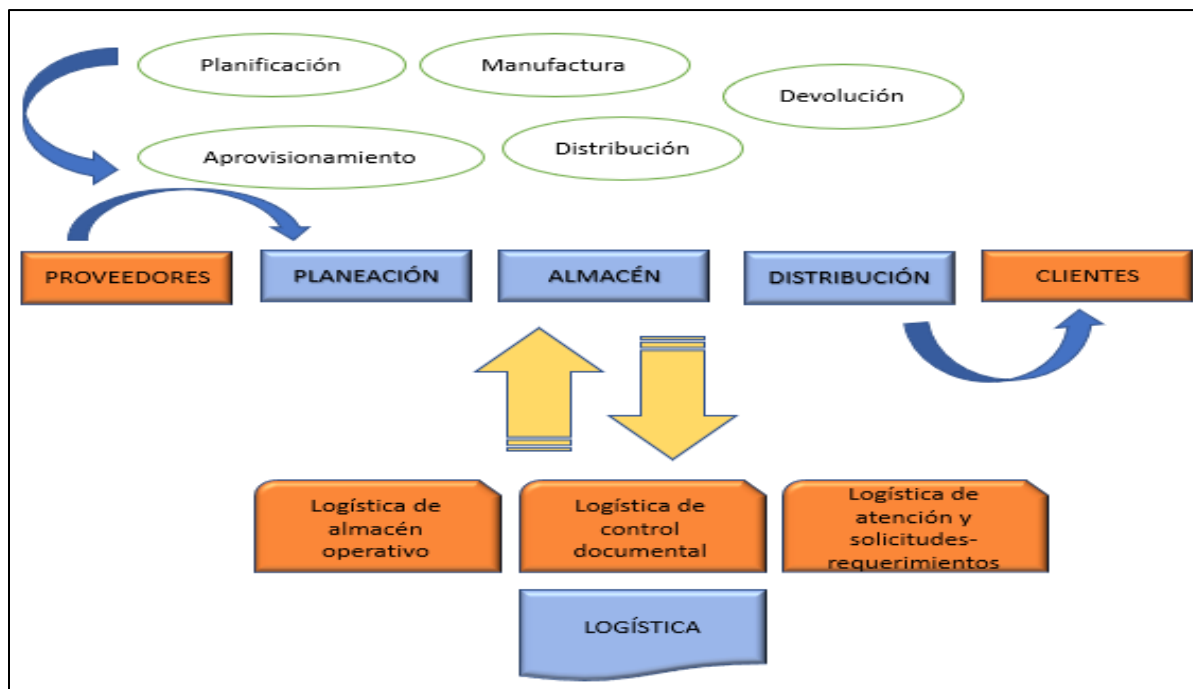 Planificación
Manufactura
Devolución
Aprovisionamiento
Distribución
PROVEEDORES
PLANEACIÓN
ALMACÉN
DISTRIBUCIÓN
CLIENTES
Logística de
almacén
operativo
Logística de
control
documental
Logística de
atención y
solicitudes-
requerimientos
LOGÍSTICA